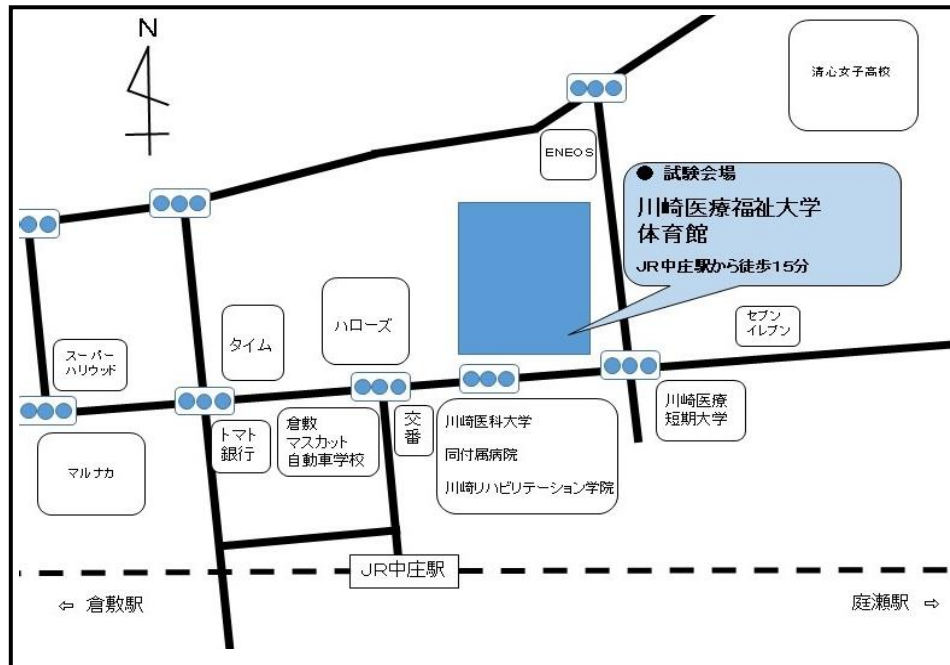 N
清心女子高校
ENEOS
● 試験会場
川崎医療福祉大学
体育館
JR中庄駅から徒歩15分
セブン
イレブン
ハローズ
タイム
スーパー
ハリウッド
マルナカ
トマト
銀行
倉敷
マスカット
自動車学校
交番
川崎医科大学
同付属病院
川崎リハビリテーション学院
川崎医療
短期大学
JR中庄駅
⇦ 倉敷駅
庭瀬駅 ⇨